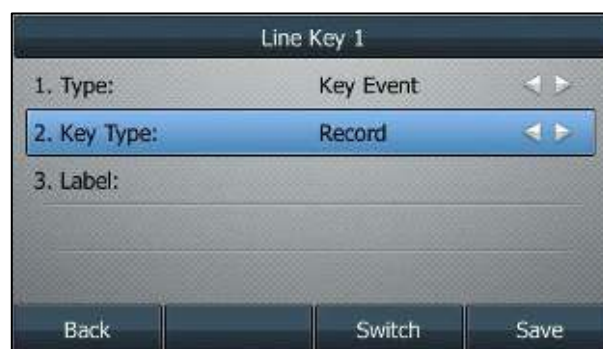 Line Key 1
1. Type: Key Event
2. Key Type: Record
3. Label:
Back Switch Save